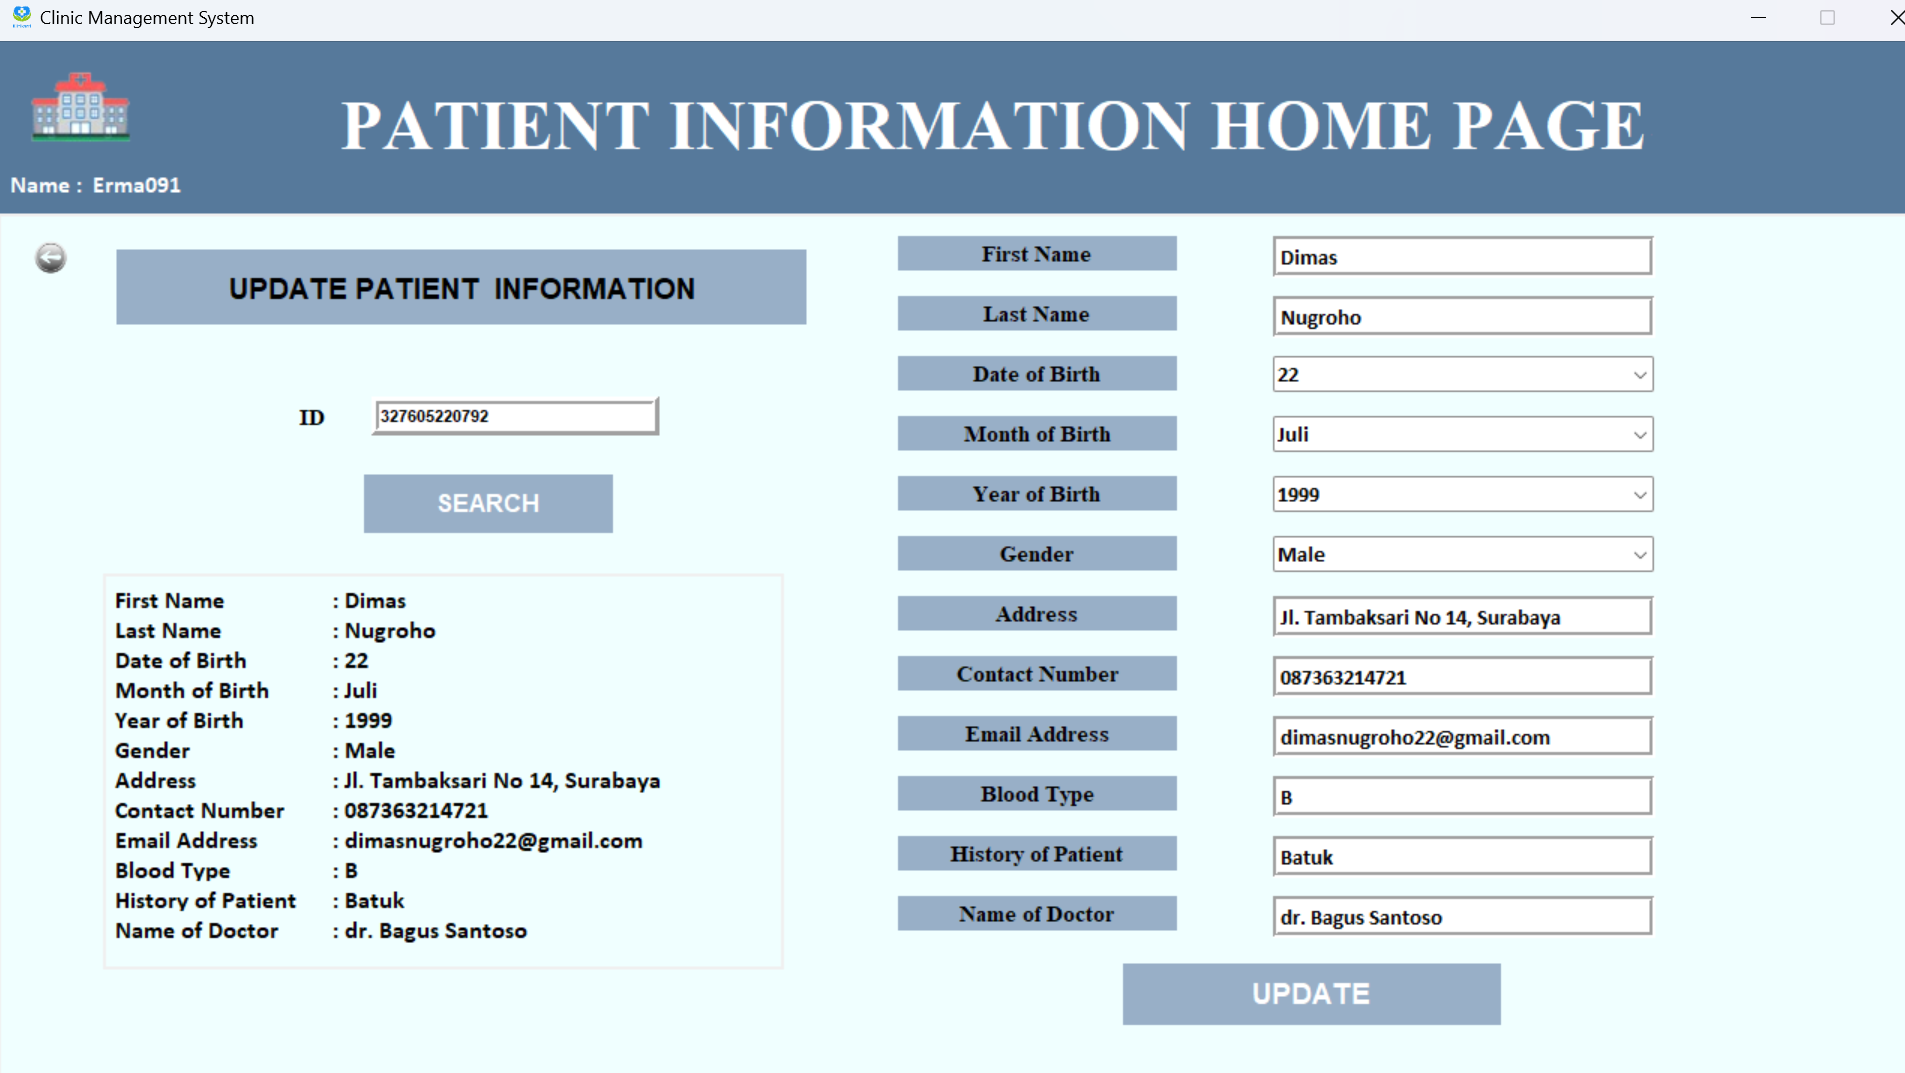 Clinic Management System
PATIENT INFORMATION HOME PAGE
Name : Erma091
UPDATE PATIENT INFORMATION
ID 327605220792
SEARCH
First Name : Dimas
Last Name : Nugroho
Date of Birth : 22
Month of Birth : Juli
Year of Birth : 1999
Gender : Male
Address : Jl. Tambaksari No 14, Surabaya
Contact Number : 087363214721
Email Address : dimasnugroho22@gmail.com
Blood Type : B
History of Patient : Batuk
Name of Doctor : dr. Bagus Santoso
First Name Dimas
Last Name Nugroho
Date of Birth 22
Month of Birth Juli
Year of Birth 1999
Gender Male
Address Jl. Tambaksari No 14, Surabaya
Contact Number 087363214721
Email Address dimasnugroho22@gmail.com
Blood Type B
History of Patient Batuk
Name of Doctor dr. Bagus Santoso
UPDATE